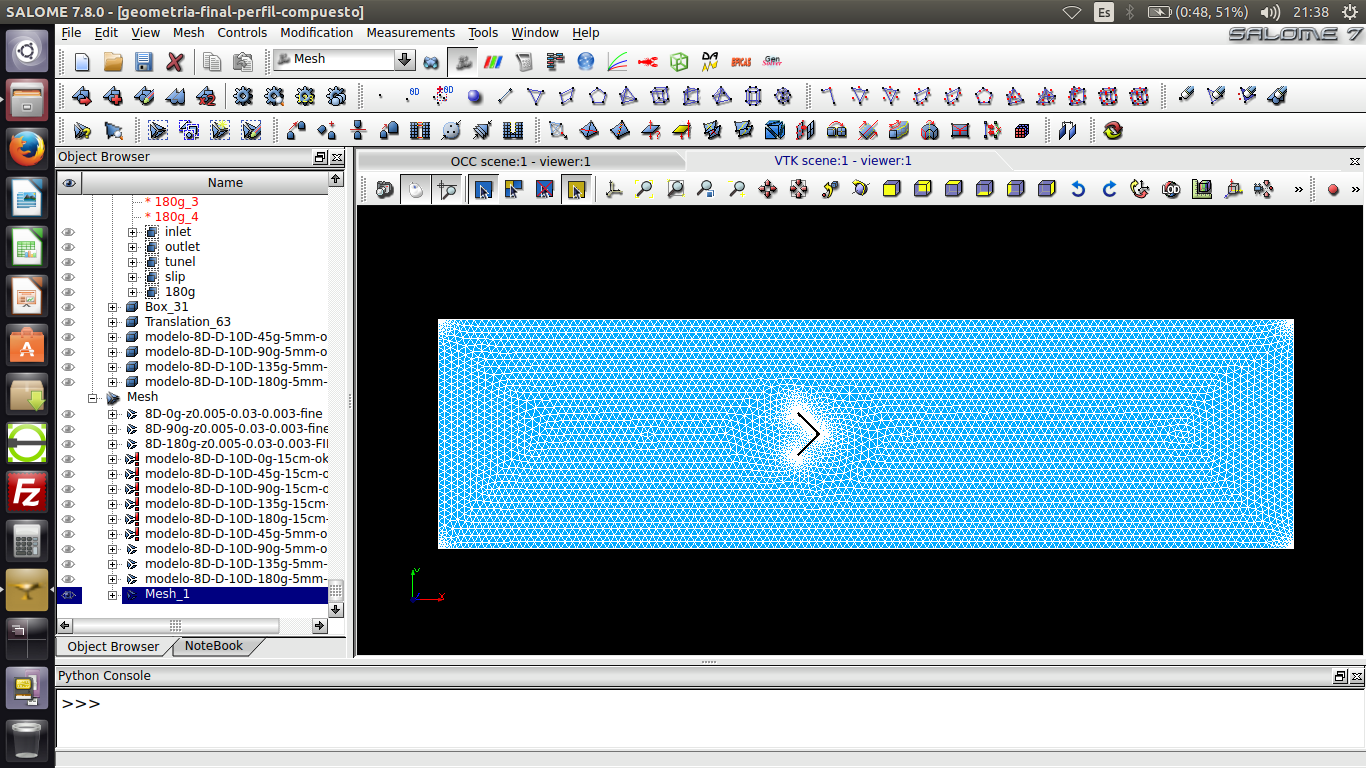 SALOME 7.8.0 - [geometria-final-perfil-compuesto]
Es
(0:48, 51%)
21:38
File Edit View Mesh Controls Modification Measurements Tools Window Help
SALOME 7
Mesh
0D
0D
Object Browser
OCC scene:1 - viewer:1
VTK scene:1 - viewer:1
Name
LOD
* 180g_3
* 180g_4
inlet
outlet
tunel
slip
180g
Box_31
Translation_63
modelo-8D-D-10D-45g-5mm-o
modelo-8D-D-10D-90g-5mm-o
modelo-8D-D-10D-135g-5mm-
modelo-8D-D-10D-180g-5mm-
Mesh
8D-0g-z0.005-0.03-0.003-fine
8D-90g-z0.005-0.03-0.003-fine
8D-180g-z0.005-0.03-0.003-FI
modelo-8D-D-10D-0g-15cm-ok
modelo-8D-D-10D-45g-15cm-o
modelo-8D-D-10D-90g-15cm-o
modelo-8D-D-10D-135g-15cm-
modelo-8D-D-10D-180g-15cm-
modelo-8D-D-10D-45g-5mm-o
modelo-8D-D-10D-90g-5mm-o
modelo-8D-D-10D-135g-5mm-
modelo-8D-D-10D-180g-5mm-
Mesh_1
Y
X
Object Browser
NoteBook
Python Console
>>>